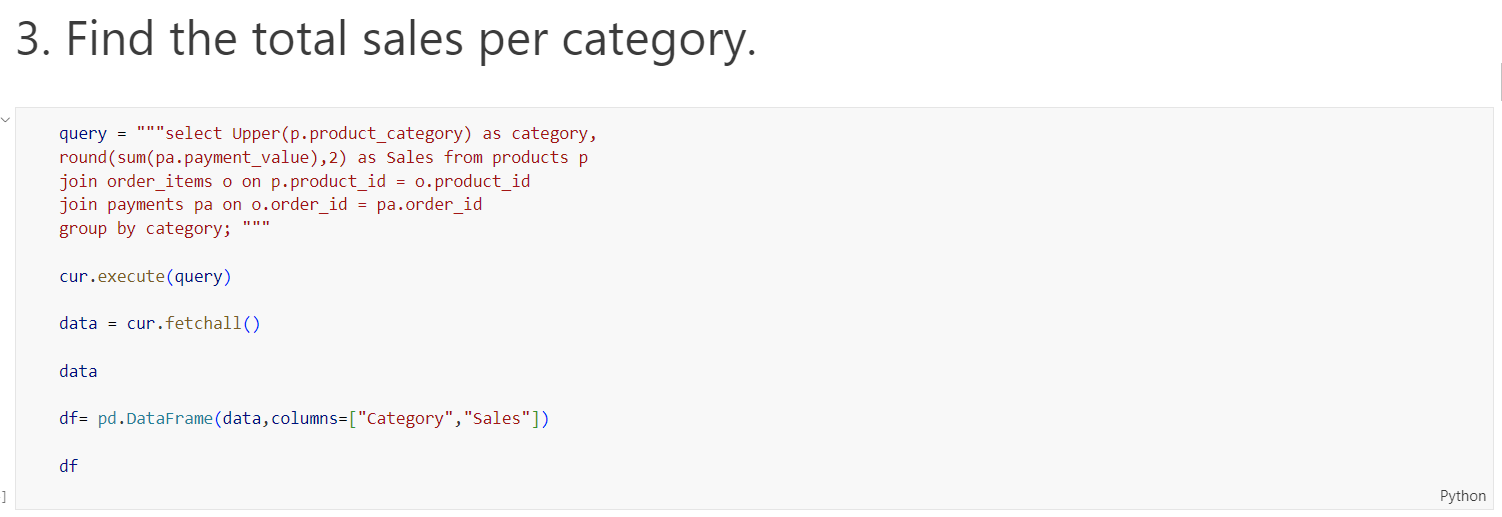 3. Find the total sales per category.
query = """select Upper(p.product_category) as category,
round(sum(pa.payment_value),2) as Sales from products p
join order_items o on p.product_id = o.product_id
join payments pa on o.order_id = pa.order_id
group by category; """
cur.execute(query)
data = cur.fetchall()
data
df= pd.DataFrame(data,columns=["Category","Sales"])
df
]
Python